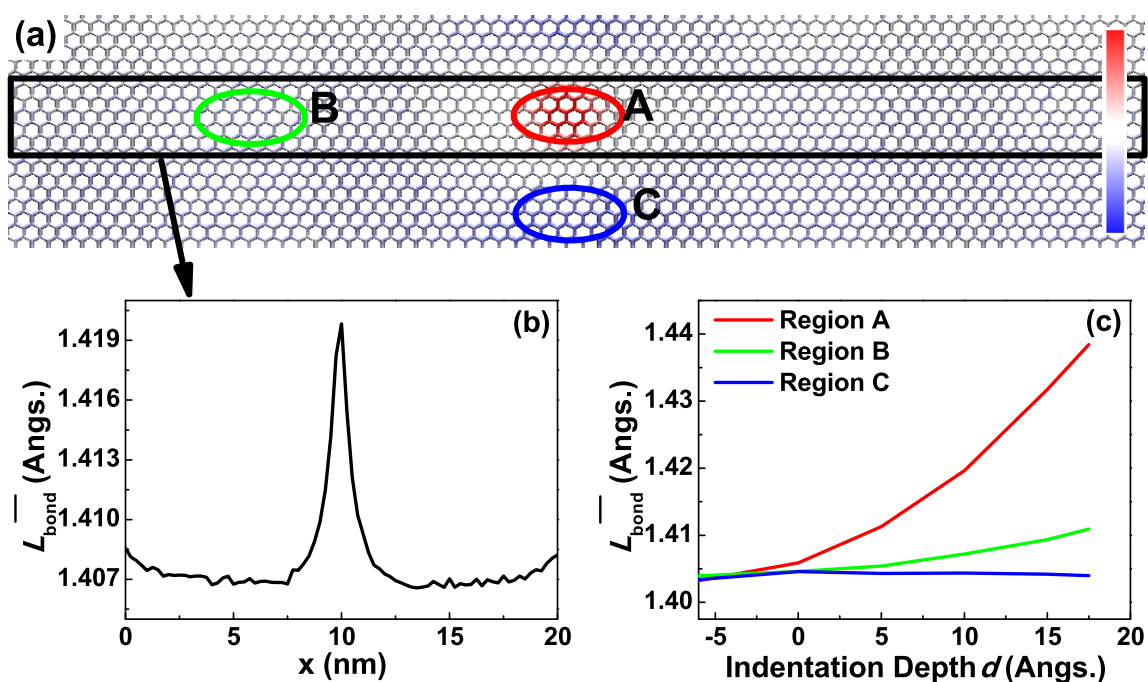 (a)
B
A
C
(b)
L̅bond (Angs.)
1.419
1.416
1.413
1.410
1.407
0
5
10
15
20
x (nm)
(c)
Region A
Region B
Region C
L̅bond (Angs.)
1.44
1.43
1.42
1.41
1.40
-5
0
5
10
15
20
Indentation Depth d (Angs.)